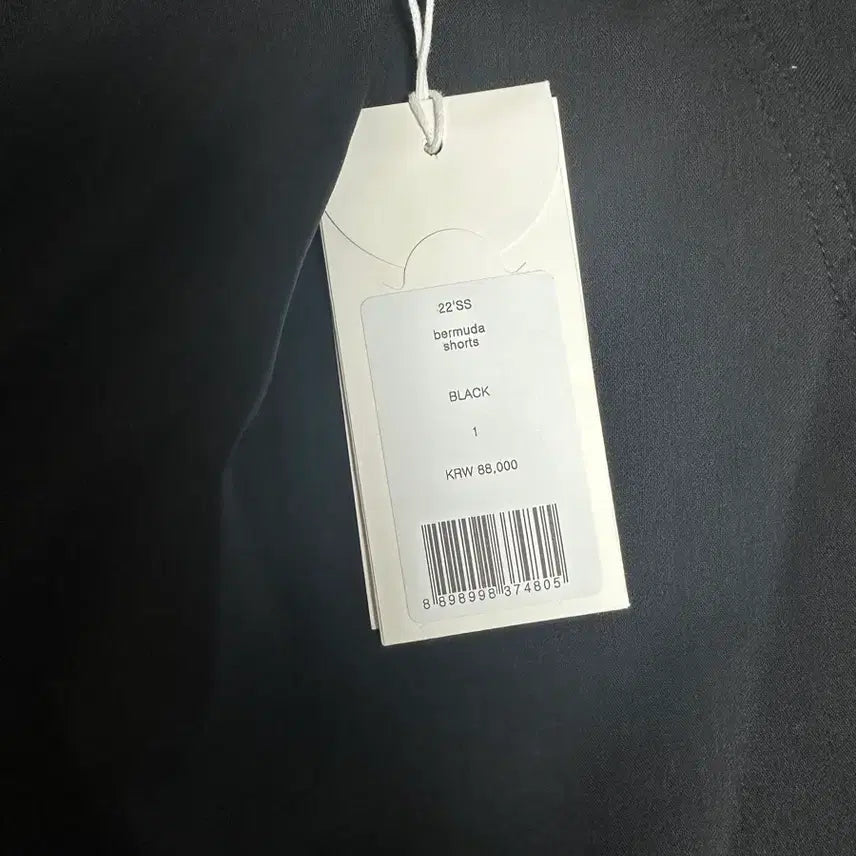 22'SS
bermuda
shorts
BLACK
1
KRW 88,000
8 898998 374805